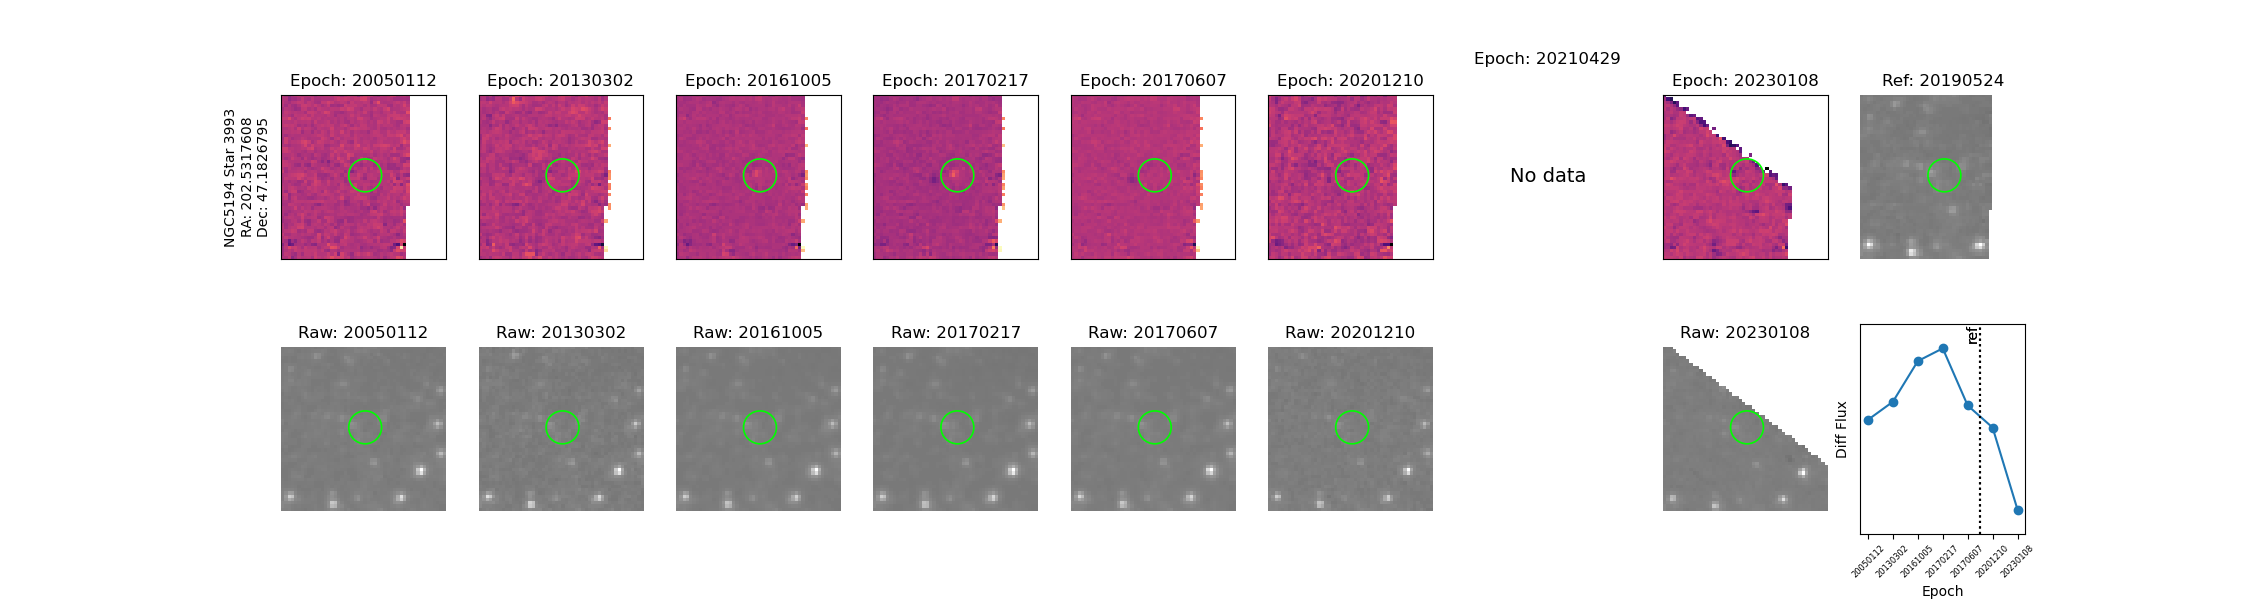 Epoch: 20050112
Epoch: 20130302
Epoch: 20161005
Epoch: 20170217
Epoch: 20170607
Epoch: 20201210
Epoch: 20210429
Epoch: 20230108
Ref: 20190524
NGC5194 Star 3993
RA: 202.5317608
Dec: 47.1826795
No data
Raw: 20050112
Raw: 20130302
Raw: 20161005
Raw: 20170217
Raw: 20170607
Raw: 20201210
Raw: 20230108
ref
Diff Flux
20050112
20130302
20161005
20170217
20170607
20201210
20230108
Epoch